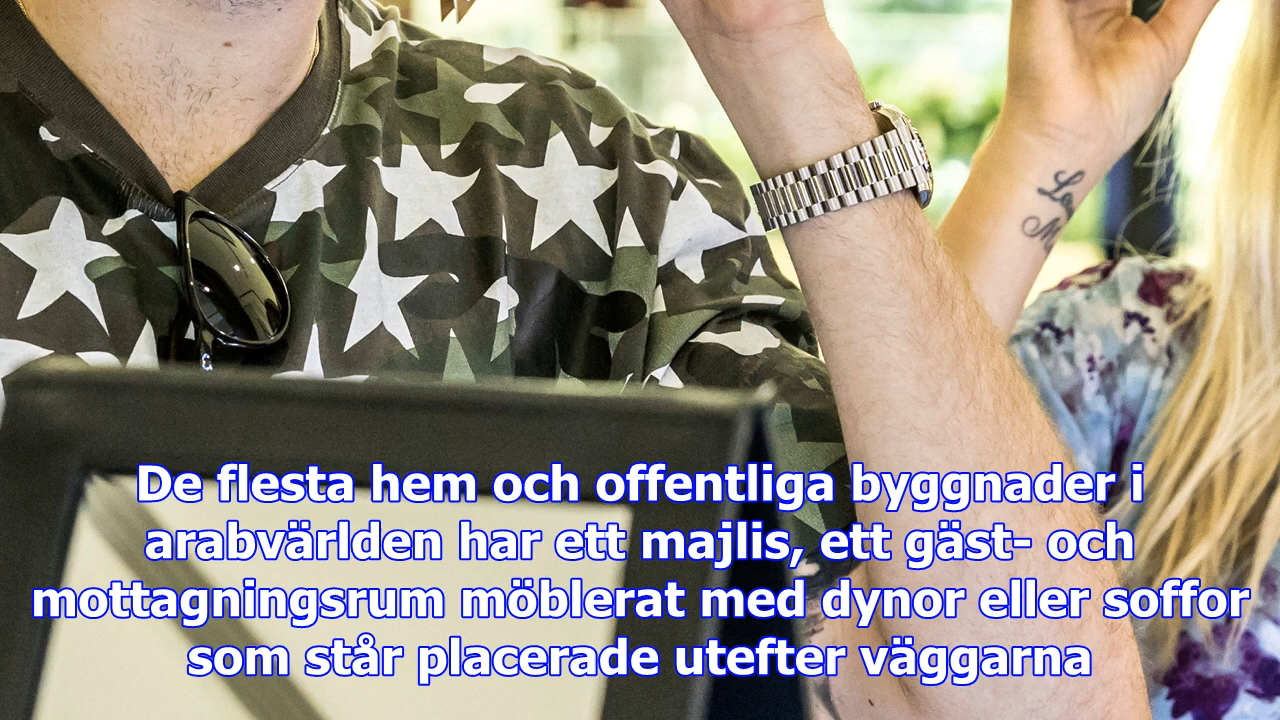 De flesta hem och offentliga byggnader i
arabvärlden har ett majlis, ett gäst- och
mottagningsrum möblerat med dynor eller soffor
som står placerade utefter väggarna